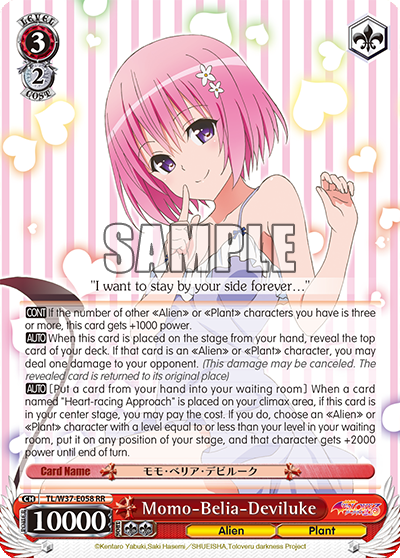 LEVEL
3
2
COST
SAMPLE
"I want to stay by your side forever…"
CONT If the number of other «Alien» or «Plant» characters you have is three
or more, this card gets +1000 power.
AUTO When this card is placed on the stage from your hand, reveal the top
card of your deck. If that card is an «Alien» or «Plant» character, you may
deal one damage to your opponent. (This damage may be canceled. The
revealed card is returned to its original place)
AUTO [Put a card from your hand into your waiting room] When a card
named "Heart-racing Approach" is placed on your climax area, if this card is
in your center stage, you may pay the cost. If you do, choose an «Alien» or
«Plant» character with a level equal to or less than your level in your waiting
room, put it on any position of your stage, and that character gets +2000
power until end of turn.
Card Name
モモ・ベリア・デビルーク
CH TL/W37-E058 RR
POWER
10000
SOUL
Momo-Belia-Deviluke
Alien
Plant
©Kentaro Yabuki,Saki Hasemi／SHUEISHA,Toloveru darkness Project